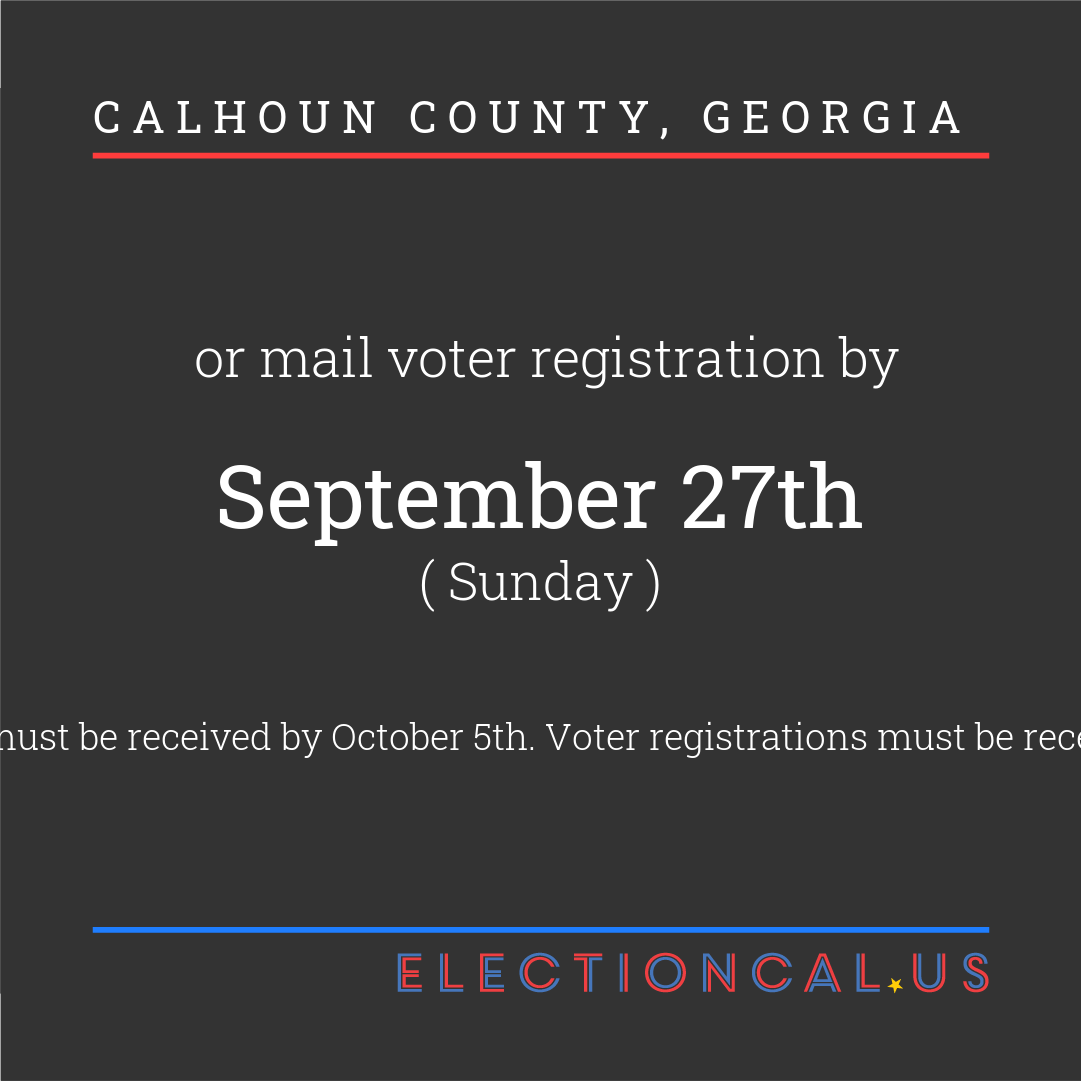 CALHOUN COUNTY, GEORGIA
or mail voter registration by
September 27th
( Sunday )
be received by October 5th. Voter registrations must be
ELECTIONCAL.US